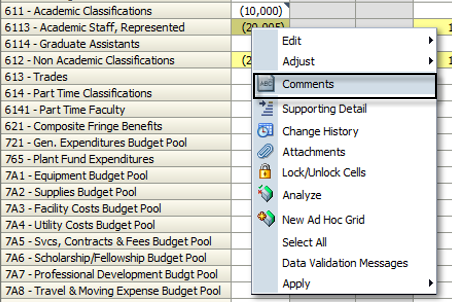 611 - Academic Classifications (10,000)
6113 - Academic Staff, Represented (20,005) 1
6114 - Graduate Assistants
612 - Non Academic Classifications (2 1
613 - Trades
614 - Part Time Classifications
6141 - Part Time Faculty
621 - Composite Fringe Benefits
721 - Gen. Expenditures Budget Pool
765 - Plant Fund Expenditures
7A1 - Equipment Budget Pool
7A2 - Supplies Budget Pool
7A3 - Facility Costs Budget Pool
7A4 - Utility Costs Budget Pool
7A5 - Svcs, Contracts & Fees Budget Pool
7A6 - Scholarship/Fellowship Budget Pool
7A7 - Professional Development Budgt Pool
7A8 - Travel & Moving Expense Budget Pool
Edit
Adjust
ABC Comments
Supporting Detail
Change History
Attachments
Lock/Unlock Cells
Analyze
New Ad Hoc Grid
Select All
Data Validation Messages
Apply